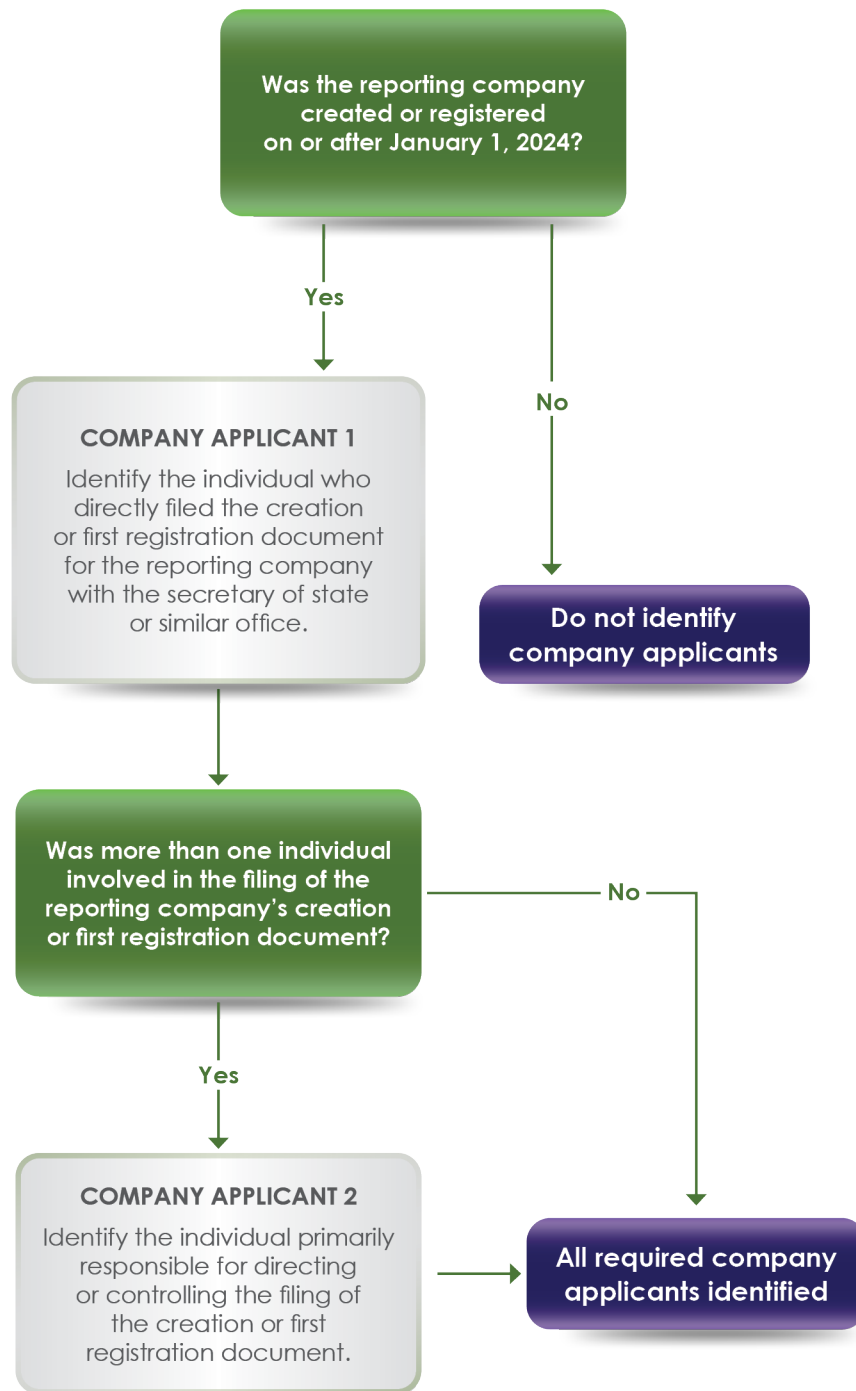 Was the reporting company
created or registered
on or after January 1, 2024?
Yes
No
COMPANY APPLICANT 1
Identify the individual who
directly filed the creation
or first registration document
for the reporting company
with the secretary of state
or similar office.
Do not identify
company applicants
Was more than one individual
involved in the filing of the
reporting company’s creation
or first registration document?
No
Yes
COMPANY APPLICANT 2
Identify the individual primarily
responsible for directing
or controlling the filing of
the creation or first
registration document.
All required company
applicants identified